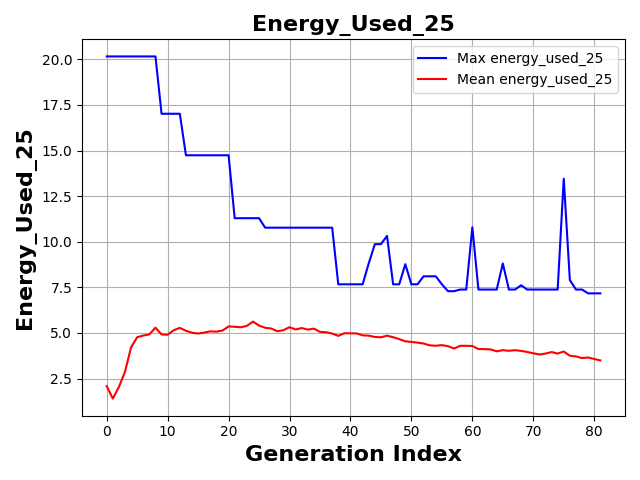 Energy_Used_25
Max energy_used_25
Mean energy_used_25
Energy_Used_25
20.0
17.5
15.0
12.5
10.0
7.5
5.0
2.5
0 10 20 30 40 50 60 70 80
Generation Index